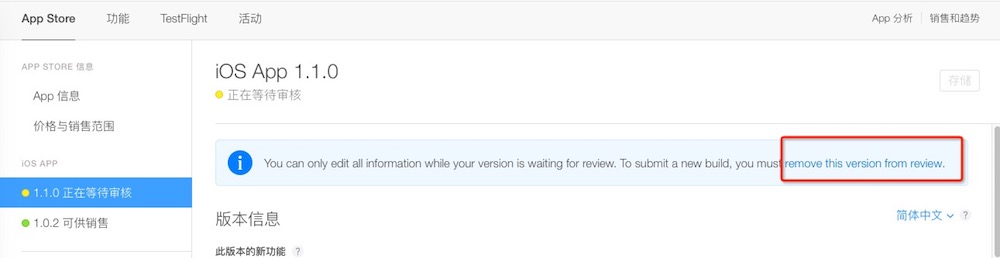 App Store 功能 TestFlight 活动 App 分析 销售和趋势
APP STORE 信息
App 信息
价格与销售范围
iOS APP
1.1.0 正在等待审核
1.0.2 可供销售
iOS App 1.1.0
正在等待审核
存储
You can only edit all information while your version is waiting for review. To submit a new build, you must remove this version from review.
版本信息
简体中文 ?
此版本的新功能 ?